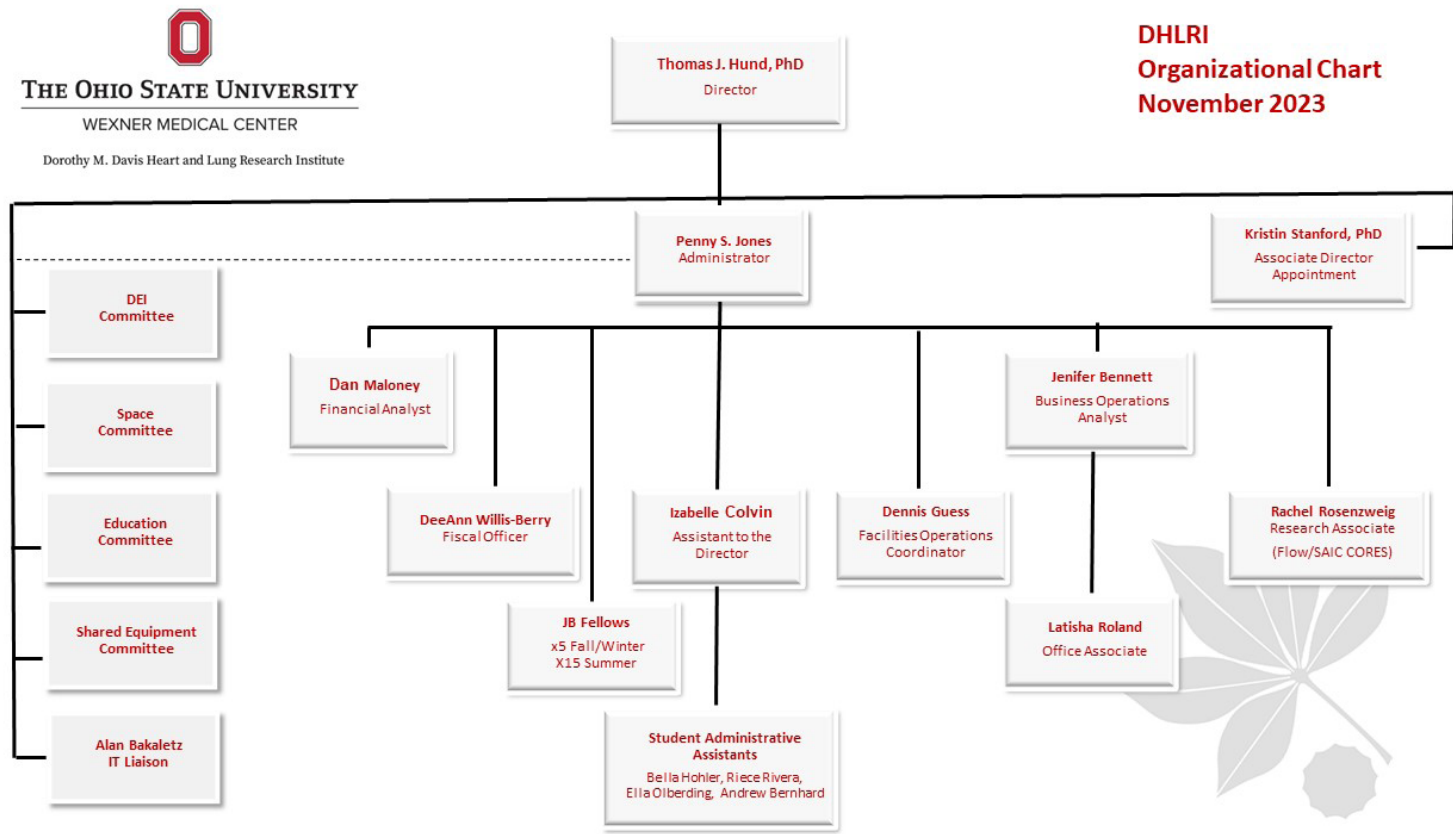 THE OHIO STATE UNIVERSITY
WEXNER MEDICAL CENTER
Dorothy M. Davis Heart and Lung Research Institute
Thomas J. Hund, PhD
Director
DHLRI
Organizational Chart
November 2023
Penny S. Jones
Administrator
Kristin Stanford, PhD
Associate Director
Appointment
DEI
Committee
Space
Committee
Education
Committee
Shared Equipment
Committee
Alan Bakaletz
IT Liaison
Dan Maloney
Financial Analyst
Jenifer Bennett
Business Operations
Analyst
DeeAnn Willis-Berry
Fiscal Officer
Izabelle Colvin
Assistant to the
Director
Dennis Guess
Facilities Operations
Coordinator
Rachel Rosenzweig
Research Associate
(Flow/SAIC CORES)
JB Fellows
x5 Fall/Winter
X15 Summer
Latisha Roland
Office Associate
Student Administrative
Assistants
Bella Hohler, Riece Rivera,
Ella Olberding, Andrew Bernhard